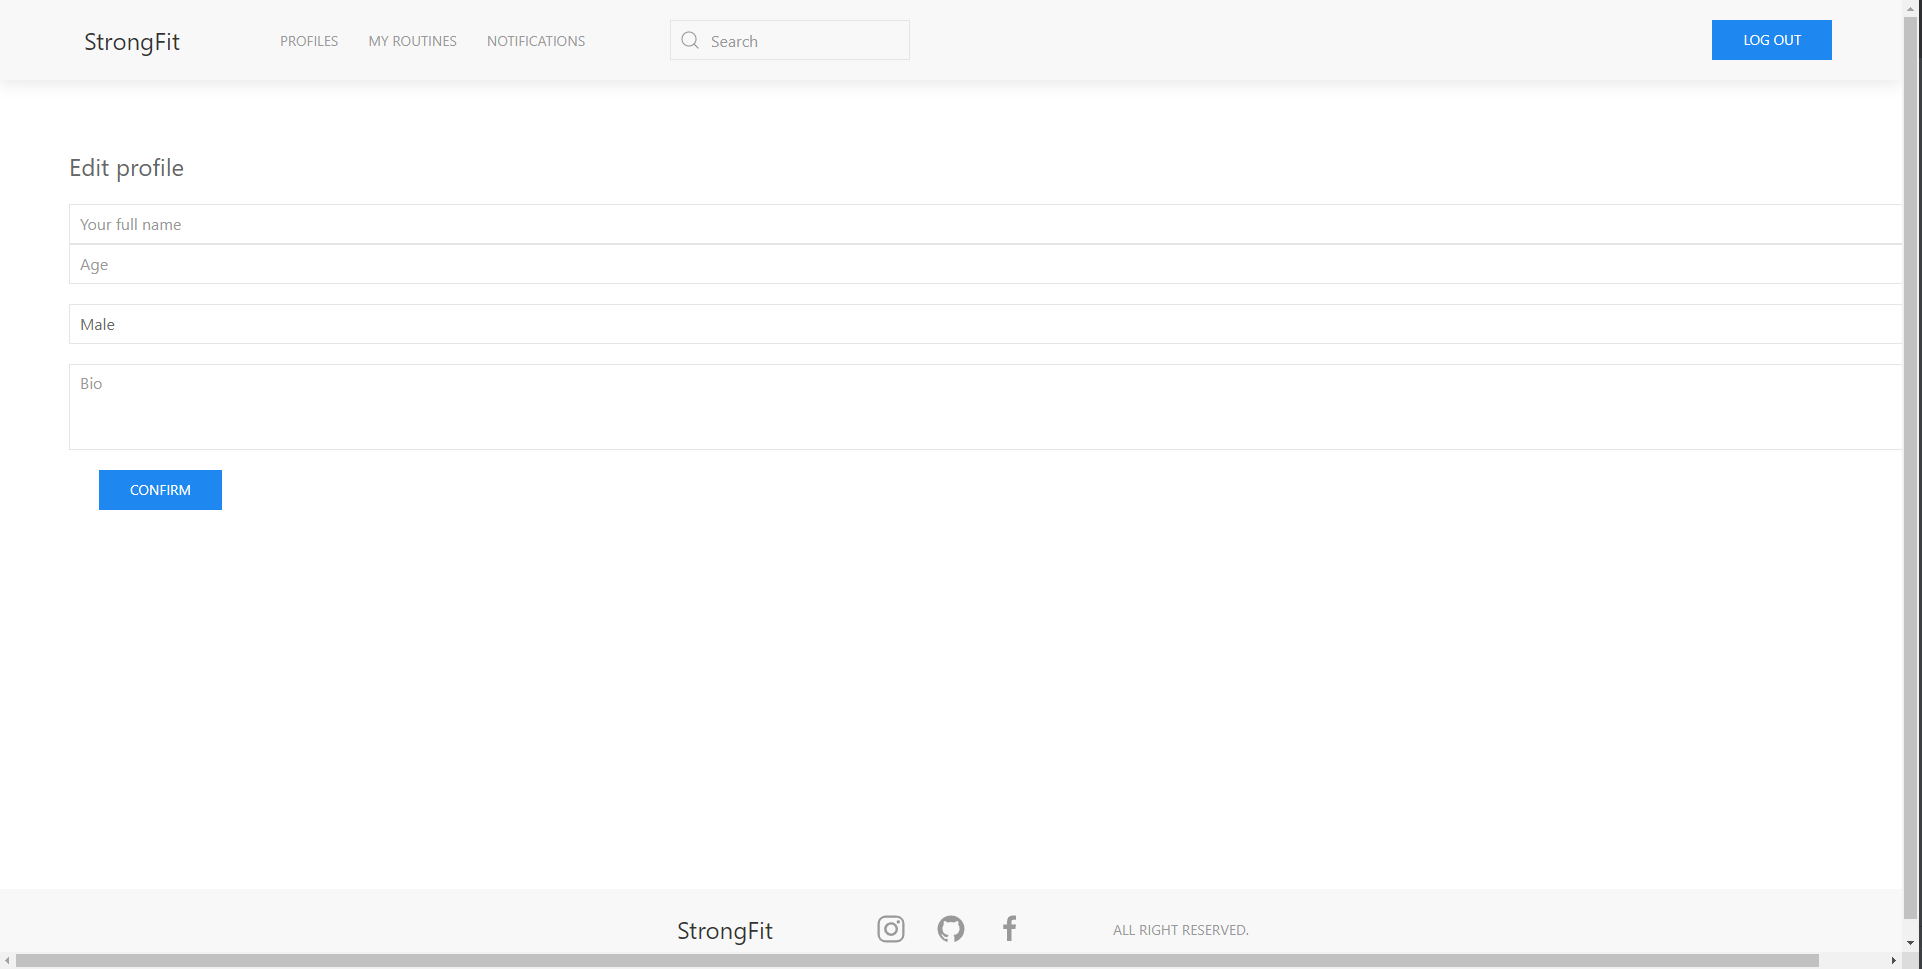 StrongFit
PROFILES
MY ROUTINES
NOTIFICATIONS
Search
LOG OUT
Edit profile
Your full name
Age
Male
Bio
CONFIRM
StrongFit
ALL RIGHT RESERVED.